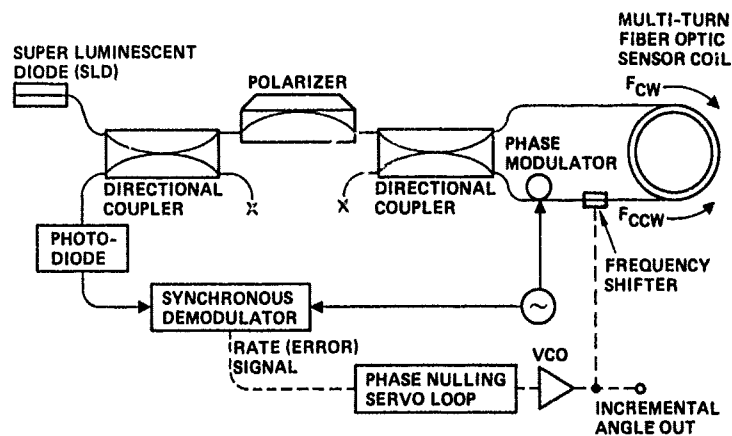 SUPER LUMINESCENT
DIODE (SLD)
POLARIZER
MULTI-TURN
FIBER OPTIC
SENSOR COIL
FCW
PHASE
MODULATOR
DIRECTIONAL
COUPLER
X
X
DIRECTIONAL
COUPLER
FCCW
PHOTO-
DIODE
FREQUENCY
SHIFTER
SYNCHRONOUS
DEMODULATOR
~
RATE (ERROR)
SIGNAL
VCO
PHASE NULLING
SERVO LOOP
INCREMENTAL
ANGLE OUT